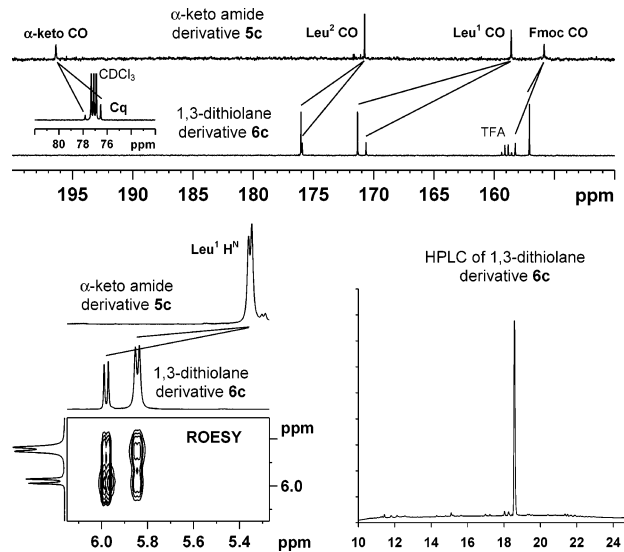 α-keto CO
α-keto amide
derivative 5c
Leu² CO
Leu¹ CO
Fmoc CO
CDCl₃
Cq
80 78 76 ppm
1,3-dithiolane
derivative 6c
TFA
195 190 185 180 175 170 165 160 ppm
Leu¹ Hᴺ
α-keto amide
derivative 5c
1,3-dithiolane
derivative 6c
ROESY
ppm
6.0
6.0 5.8 5.6 5.4 ppm
HPLC of 1,3-dithiolane
derivative 6c
10 12 14 16 18 20 22 24